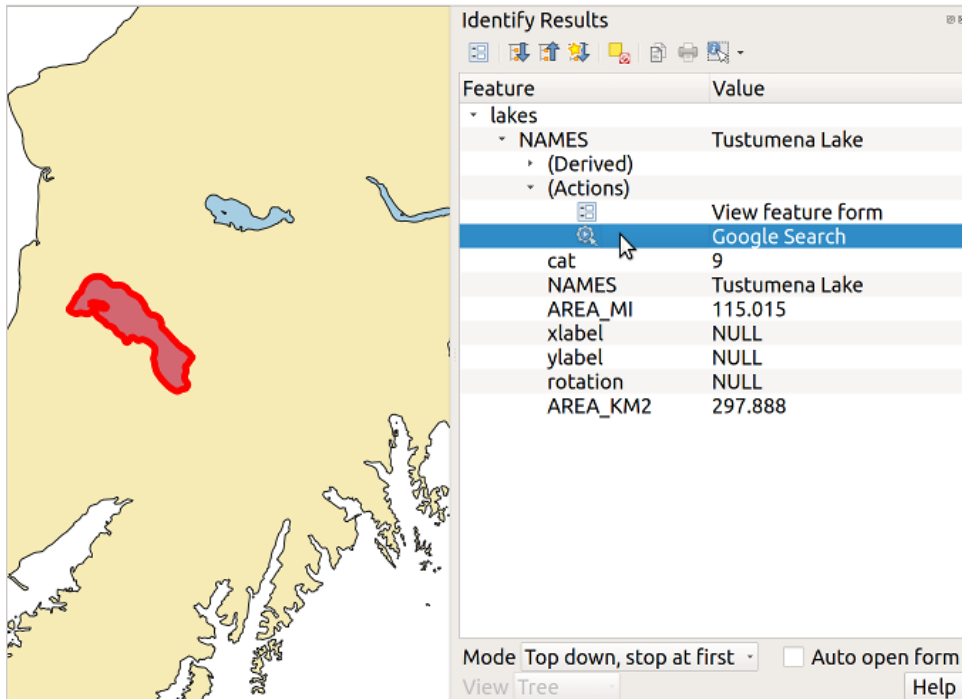 Identify Results
Feature Value
lakes
NAMES Tustumena Lake
(Derived)
(Actions)
View feature form
Google Search
cat 9
NAMES Tustumena Lake
AREA_MI 115.015
xlabel NULL
ylabel NULL
rotation NULL
AREA_KM2 297.888
Mode Top down, stop at first Auto open form
View Tree Help